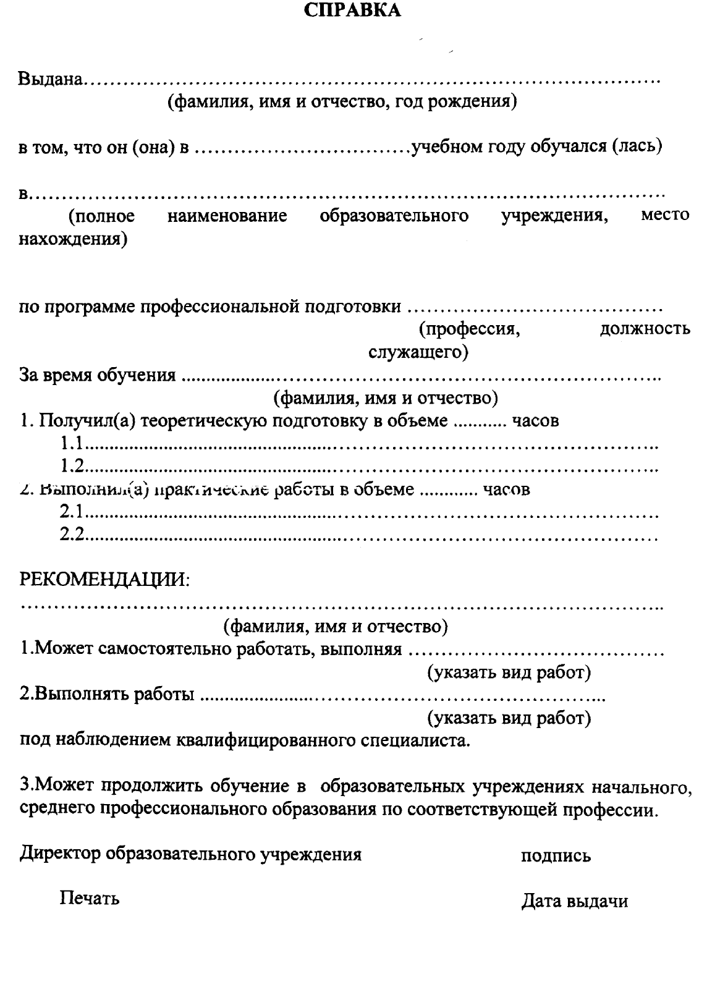 СПРАВКА
Выдана........................................................................................
(фамилия, имя и отчество, год рождения)
в том, что он (она) в .................................учебном году обучался (лась)
в..................................................................................................
(полное наименование образовательного учреждения, место
нахождения)
по программе профессиональной подготовки .......................................
(профессия, должность
служащего)
За время обучения ..........................................................................
(фамилия, имя и отчество)
1. Получил(а) теоретическую подготовку в объеме ........... часов
1.1..........................................................................................
1.2..........................................................................................
2. Выполнил(а) практические работы в объеме ............ часов
2.1..........................................................................................
2.2..........................................................................................
РЕКОМЕНДАЦИИ:
...................................................................................................
(фамилия, имя и отчество)
1.Может самостоятельно работать, выполняя .......................................
(указать вид работ)
2.Выполнять работы ..............................................................
(указать вид работ)
под наблюдением квалифицированного специалиста.
3.Может продолжить обучение в образовательных учреждениях начального,
среднего профессионального образования по соответствующей профессии.
Директор образовательного учреждения подпись
Печать Дата выдачи